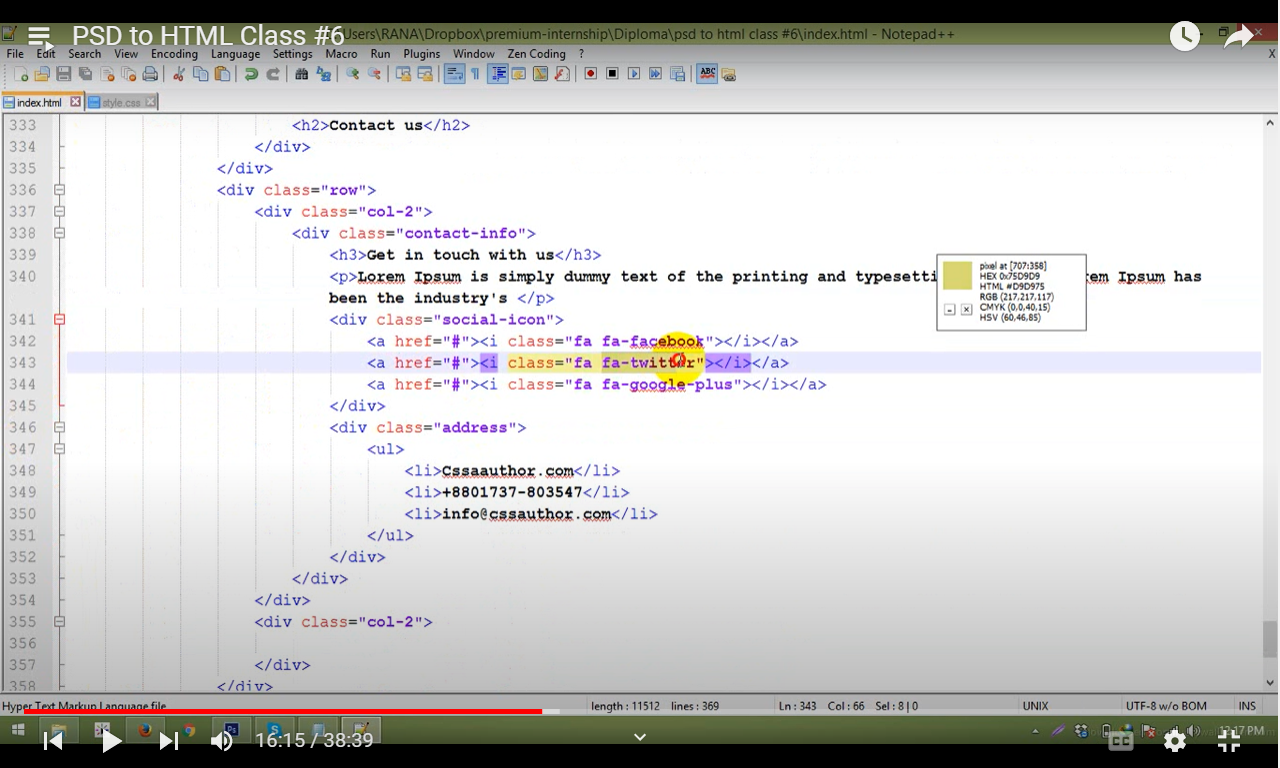 PSD to HTML Class #6
Users\RANA\Dropbox\premium-internship\Diploma\psd to html class #6\index.html - Notepad++
File Edit Search View Encoding Language Settings Macro Run Plugins Window Zen Coding ? X
ABC
index.html style.css
333 <h2>Contact us</h2>
334 </div>
335 </div>
336 <div class="row">
337 <div class="col-2">
338 <div class="contact-info">
339 <h3>Get in touch with us</h3>
340 <p>Lorem Ipsum is simply dummy text of the printing and typesetti em Ipsum has
been the industry's </p>
341 <div class="social-icon">
342 <a href="#"><i class="fa fa-facebook"></i></a>
343 <a href="#"><i class="fa fa-twitter"></i></a>
344 <a href="#"><i class="fa fa-google-plus"></i></a>
345 </div>
346 <div class="address">
347 <ul>
348 <li>Cssaauthor.com</li>
349 <li>+8801737-803547</li>
350 <li>info@cssauthor.com</li>
351 </ul>
352 </div>
353 </div>
354 </div>
355 <div class="col-2">
356
357 </div>
358 </div>
pixel at [707:358]
HEX 0x75D9D9
HTML #D9D975
RGB (217,217,117)
CMYK (0,0,40,15)
HSV (60,46,85)
Hyper Text Markup Language file length : 11512 lines : 369 Ln : 343 Col : 66 Sel : 8 | 0 UNIX UTF-8 w/o BOM INS
Ps S
16:15 / 38:39 CC 12:17 PM